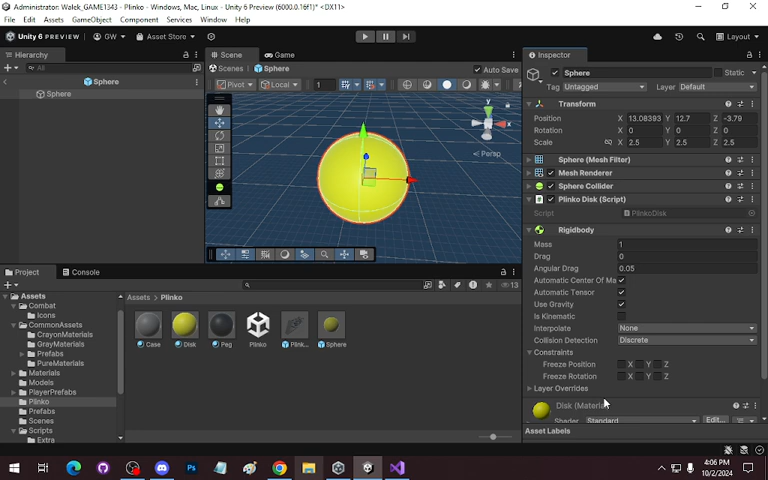 Administrator: Walek_GAME1343 - Plinko - Windows, Mac, Linux - Unity 6 Preview (6000.0.16f1)* <DX11>
File Edit Assets GameObject Component Services Window Help
Unity 6 PREVIEW GW Asset Store Layout
Hierarchy
All
Sphere
Sphere
Scene Game
Scenes Sphere Auto Save
Pivot Local 1
y
x
Persp
Inspector
Sphere Static
Tag Untagged Layer Default
Transform
Position X 13.08393 Y 12.7 Z -3.79
Rotation X 0 Y 0 Z 0
Scale X 2.5 Y 2.5 Z 2.5
Sphere (Mesh Filter)
Mesh Renderer
Sphere Collider
Plinko Disk (Script)
Script PlinkoDisk
Rigidbody
Mass 1
Drag 0
Angular Drag 0.05
Automatic Center Of Ma
Automatic Tensor
Use Gravity
Is Kinematic
Interpolate None
Collision Detection Discrete
Constraints
Freeze Position X Y Z
Freeze Rotation X Y Z
Layer Overrides
Disk (Material)
Shader Standard Edit...
Asset Labels
Project Console
13
Assets
Combat
Icons
CommonAssets
CrayonMaterials
GrayMaterials
Prefabs
PureMaterials
Materials
Models
PlayerPrefabs
Plinko
Prefabs
Scenes
Scripts
Extra
Assets > Plinko
Case Disk Peg Plinko Plink... Sphere
4:06 PM
10/2/2024